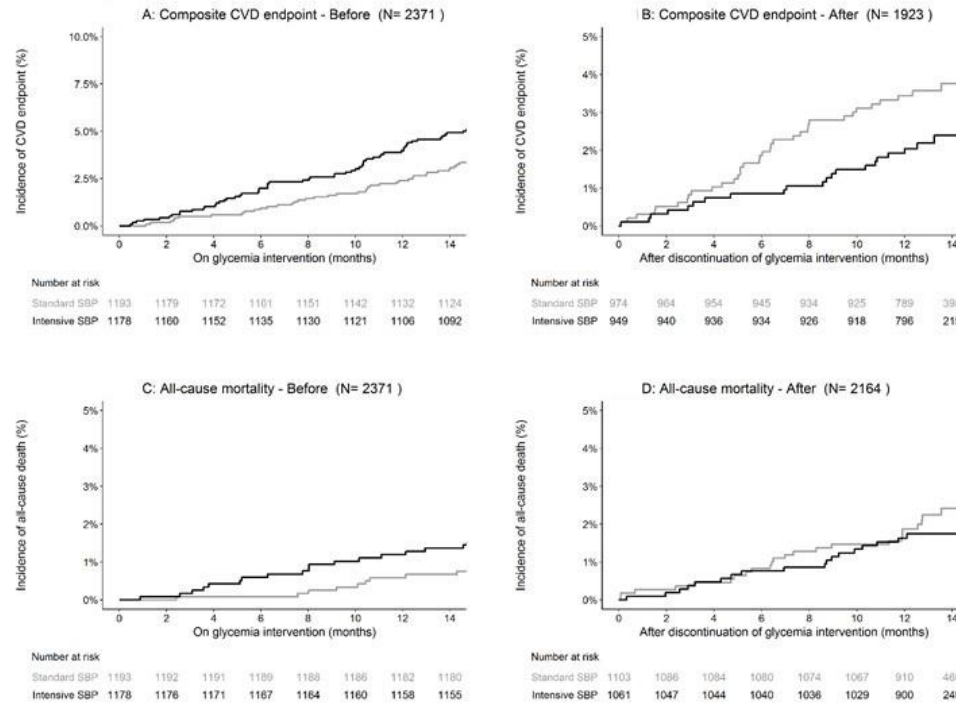 A: Composite CVD endpoint - Before (N= 2371 )
Incidence of CVD endpoint (%)
10.0%
7.5%
5.0%
2.5%
0.0%
0 2 4 6 8 10 12 14
On glycemia intervention (months)
Number at risk
Standard SBP 1193 1179 1172 1161 1151 1142 1132 1124
Intensive SBP 1178 1160 1152 1135 1130 1121 1106 1092
B: Composite CVD endpoint - After (N= 1923 )
Incidence of CVD endpoint (%)
5%
4%
3%
2%
1%
0%
0 2 4 6 8 10 12 14
After discontinuation of glycemia intervention (months)
Number at risk
Standard SBP 974 964 954 945 934 925 789
Intensive SBP 949 940 936 934 926 918 796
C: All-cause mortality - Before (N= 2371 )
Incidence of all-cause death (%)
5%
4%
3%
2%
1%
0%
0 2 4 6 8 10 12 14
On glycemia intervention (months)
Number at risk
Standard SBP 1193 1192 1191 1189 1188 1186 1182 1180
Intensive SBP 1178 1176 1171 1167 1164 1160 1158 1155
D: All-cause mortality - After (N= 2164 )
Incidence of all-cause death (%)
5%
4%
3%
2%
1%
0%
0 2 4 6 8 10 12 14
After discontinuation of glycemia intervention (months)
Number at risk
Standard SBP 1103 1086 1084 1080 1074 1067 910
Intensive SBP 1061 1047 1044 1040 1036 1029 900